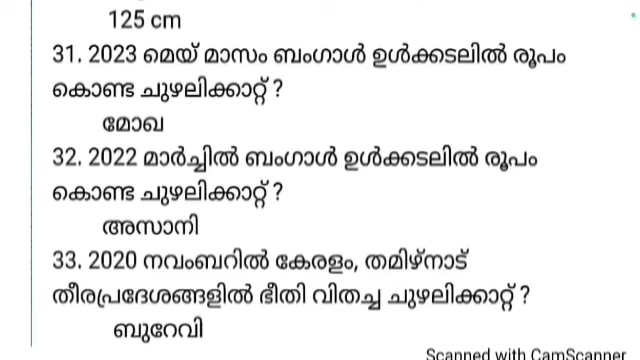 125 cm
31. 2023 മെയ് മാസം ബംഗാൾ ഉൾക്കടലിൽ രൂപം
കൊണ്ട ചുഴലിക്കാറ്റ് ?
മോഖ
32. 2022 മാർച്ചിൽ ബംഗാൾ ഉൾക്കടലിൽ രൂപം
കൊണ്ട ചുഴലിക്കാറ്റ് ?
അസാനി
33. 2020 നവംബറിൽ കേരളം, തമിഴ്നാട്
തീരപ്രദേശങ്ങളിൽ ഭീതി വിതച്ച ചുഴലിക്കാറ്റ് ?
ബുറേവി
Scanned with CamScanner